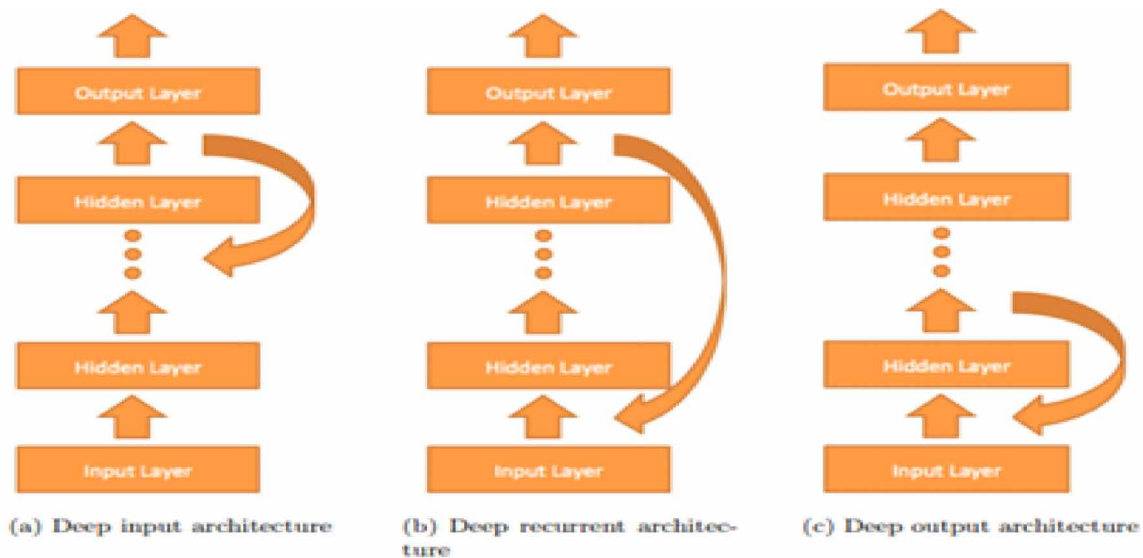 Output Layer
Hidden Layer
Hidden Layer
Input Layer
(a) Deep input architecture
Output Layer
Hidden Layer
Hidden Layer
Input Layer
(b) Deep recurrent architec-
ture
Output Layer
Hidden Layer
Hidden Layer
Input Layer
(c) Deep output architecture